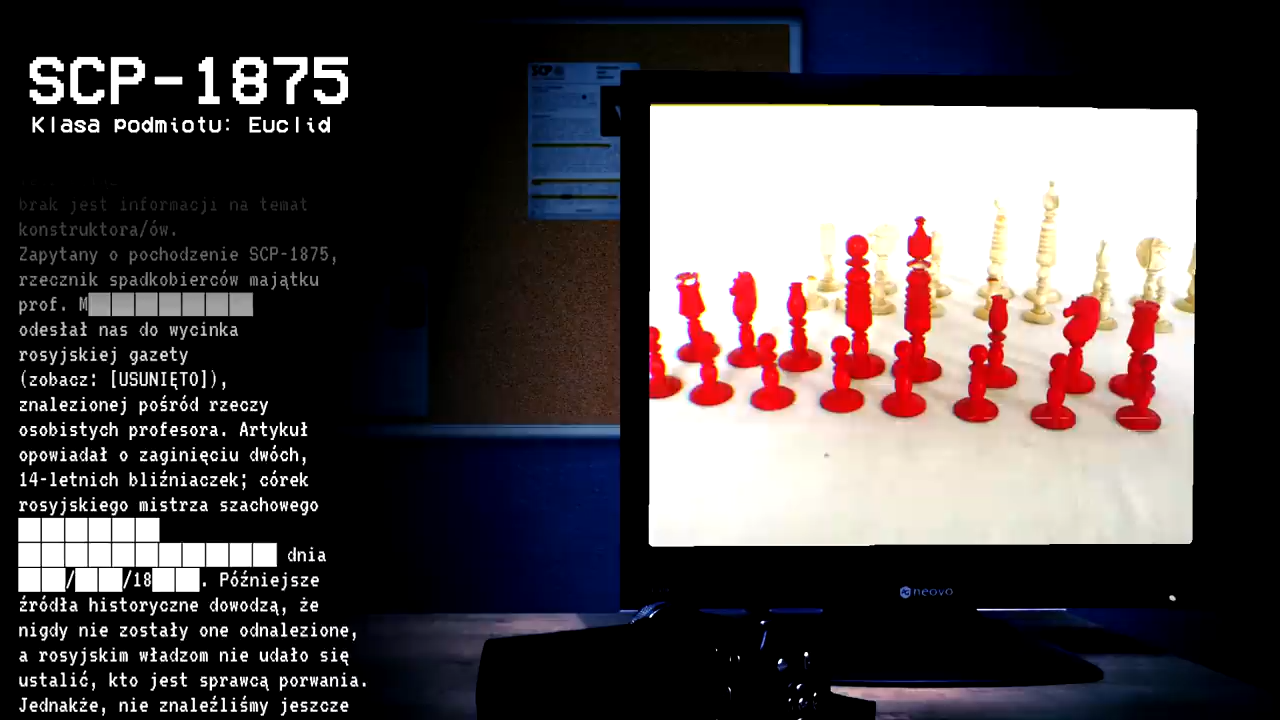 SCP-1875
Klasa podmiotu: Euclid
brak jest informacji na temat
konstruktora/ów.
Zapytany o pochodzenie SCP-1875,
rzecznik spadkobierców majątku
prof. M███████
odesłał nas do wycinka
rosyjskiej gazety
(zobacz: [USUNIĘTO]),
znalezionej pośród rzeczy
osobistych profesora. Artykuł
opowiadał o zaginięciu dwóch,
14-letnich bliźniaczek; córek
rosyjskiego mistrza szachowego
██████
███████████ dnia
██/██/18██. Późniejsze
źródła historyczne dowodzą, że
nigdy nie zostały one odnalezione,
a rosyjskim władzom nie udało się
ustalić, kto jest sprawcą porwania.
Jednakże, nie znaleźliśmy jeszcze
neovo